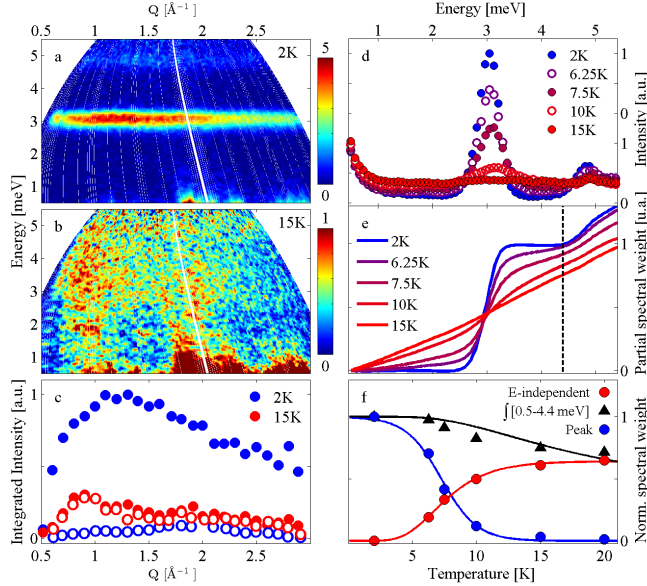 Q [Å⁻¹]
0.5 1 1.5 2 2.5
Energy [meV]
1 2 3 4 5
a
2K
5
4
3
2
1
5
0
b
15K
5
4
3
2
1
1
0
Energy [meV]
c
2K
15K
1
0
Integrated Intensity [a.u.]
0.5 1 1.5 2 2.5
Q [Å⁻¹]
d
2K
6.25K
7.5K
10K
15K
1
0
0
Intensity [a.u.]
e
2K
6.25K
7.5K
10K
15K
1
0
Partial spectral weight [u.a.]
f
E-independent
∫[0.5-4.4 meV]
Peak
1
0
Norm. spectral weight
0 5 10 15 20
Temperature [K]